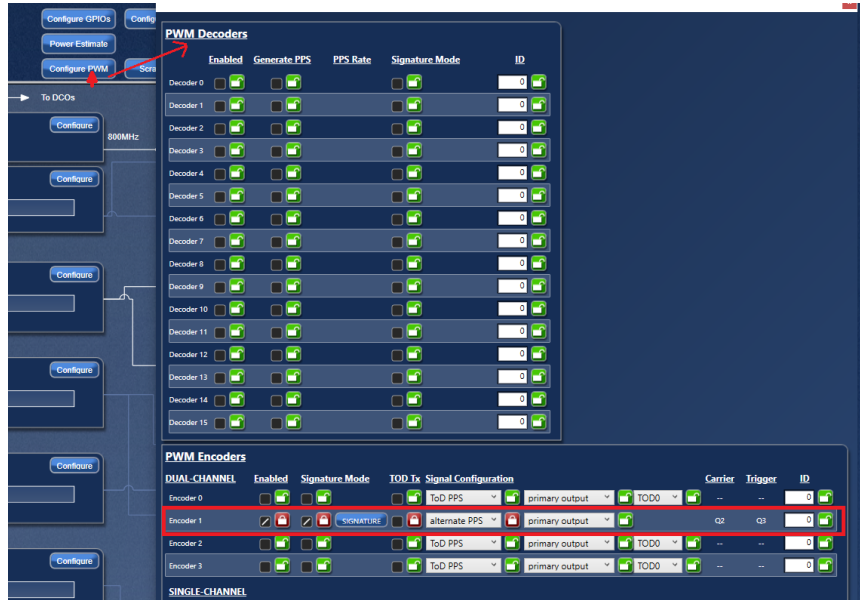 Configure GPIOs Config
Power Estimate
Configure PWM Scra
To DCOs
Configure
800MHz
Configure
Configure
Configure
Configure
Configure
PWM Decoders
Enabled Generate PPS PPS Rate Signature Mode ID
Decoder 0 0
Decoder 1 0
Decoder 2 0
Decoder 3 0
Decoder 4 0
Decoder 5 0
Decoder 6 0
Decoder 7 0
Decoder 8 0
Decoder 9 0
Decoder 10 0
Decoder 11 0
Decoder 12 0
Decoder 13 0
Decoder 14 0
Decoder 15 0
PWM Encoders
DUAL-CHANNEL Enabled Signature Mode TOD Tx Signal Configuration Carrier Trigger ID
Encoder 0 ToD PPS primary output TOD0 -- -- 0
Encoder 1 SIGNATURE alternate PPS primary output Q2 Q3 0
Encoder 2 ToD PPS primary output TOD0 -- -- 0
Encoder 3 ToD PPS primary output TOD0 -- -- 0
SINGLE-CHANNEL